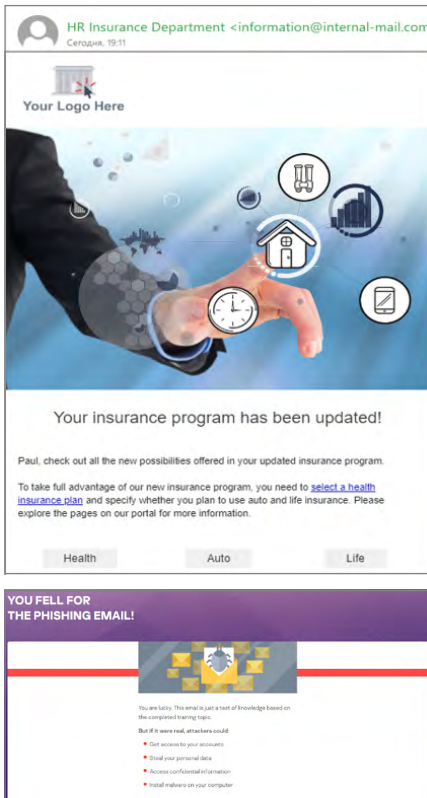 HR Insurance Department <information@internal-mail.com
Сегодня, 19:11
Your Logo Here
Your insurance program has been updated!
Paul, check out all the new possibilities offered in your updated insurance program.
To take full advantage of our new insurance program, you need to select a health
insurance plan and specify whether you plan to use auto and life insurance. Please
explore the pages on our portal for more information.
Health Auto Life
YOU FELL FOR
THE PHISHING EMAIL!
You are lucky. This email is just a test of knowledge based on
the completed training topic.
But if it were real, attackers could:
Get access to your accounts
Steal your personal data
Access confidential information
Install malware on your computer